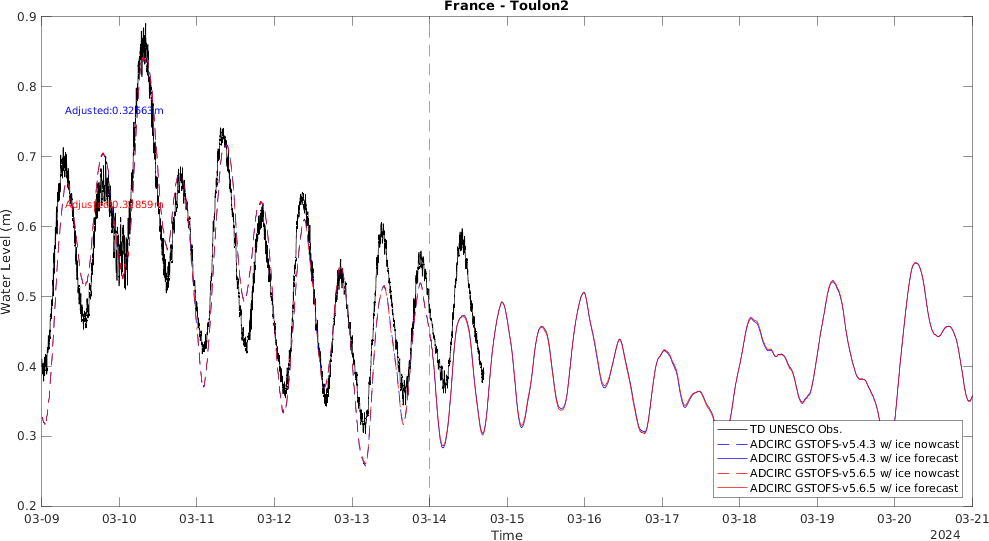 France - Toulon2
0.9
0.8
0.7
0.6
0.5
0.4
0.3
0.2
Water Level (m)
Adjusted:0.32663m
Adjusted:0.32859m
TD UNESCO Obs.
ADCIRC GSTOFS-v5.4.3 w/ ice nowcast
ADCIRC GSTOFS-v5.4.3 w/ ice forecast
ADCIRC GSTOFS-v5.6.5 w/ ice nowcast
ADCIRC GSTOFS-v5.6.5 w/ ice forecast
03-09 03-10 03-11 03-12 03-13 03-14 03-15 03-16 03-17 03-18 03-19 03-20 03-21
Time
2024